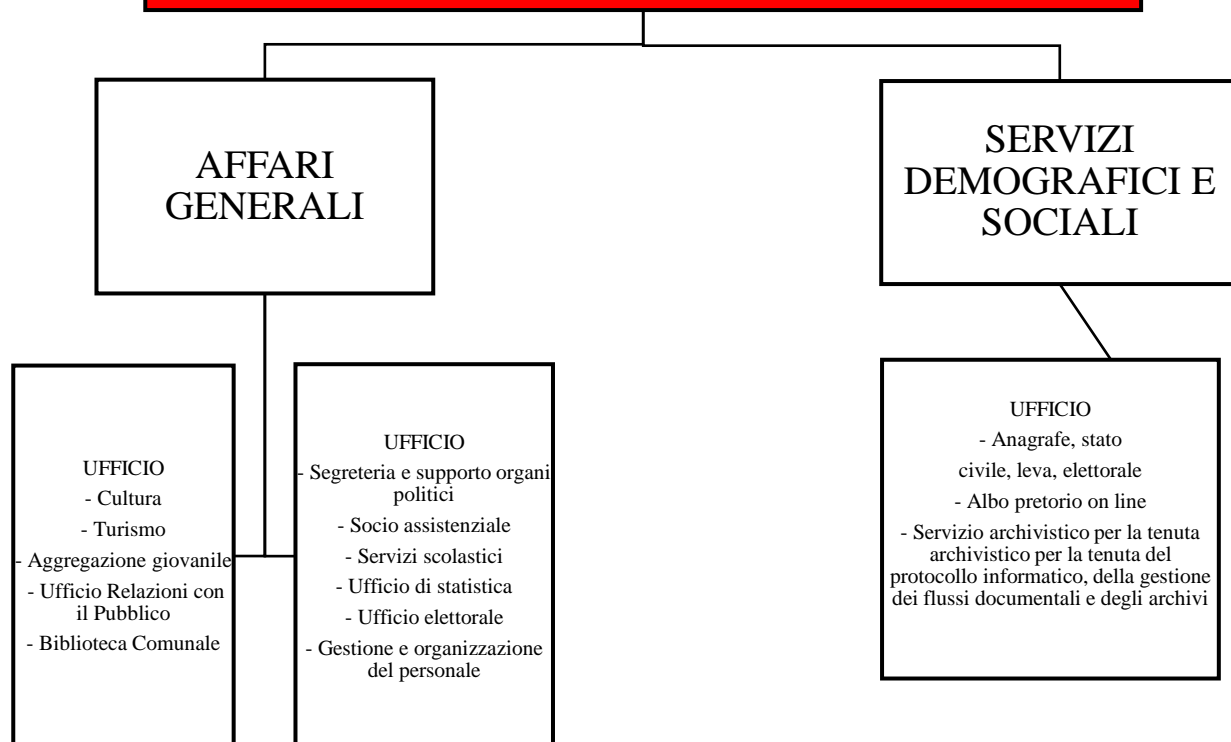 AFFARI
GENERALI
SERVIZI
DEMOGRAFICI E
SOCIALI
UFFICIO
- Cultura
- Turismo
- Aggregazione giovanile
- Ufficio Relazioni con
il Pubblico
- Biblioteca Comunale
UFFICIO
- Segreteria e supporto organi
politici
- Socio assistenziale
- Servizi scolastici
- Ufficio di statistica
- Ufficio elettorale
- Gestione e organizzazione
del personale
UFFICIO
- Anagrafe, stato
civile, leva, elettorale
- Albo pretorio on line
- Servizio archivistico per la tenuta
archivistico per la tenuta del
protocollo informatico, della gestione
dei flussi documentali e degli archivi